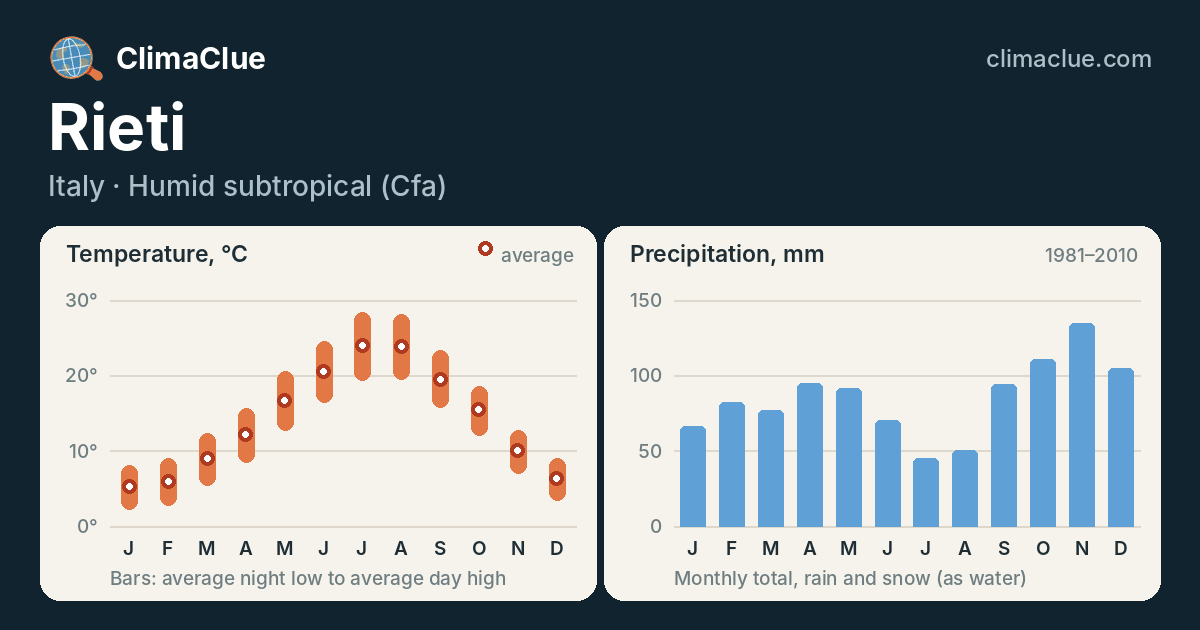 ClimaClue
climaclue.com
Rieti
Italy · Humid subtropical (Cfa)
Temperature, °C
average
30°
20°
10°
0°
J F M A M J J A S O N D
Bars: average night low to average day high
Precipitation, mm
1981–2010
150
100
50
0
J F M A M J J A S O N D
Monthly total, rain and snow (as water)